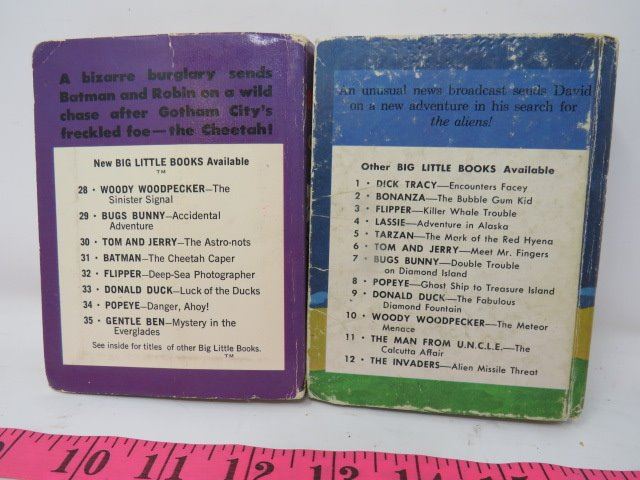 A bizarre burglary sends
Batman and Robin on a wild
chase after Gotham City's
freckled foe—the Cheetah!
New BIG LITTLE BOOKS Available
TM
28 • WOODY WOODPECKER—The
Sinister Signal
29 • BUGS BUNNY—Accidental
Adventure
30 • TOM AND JERRY—The Astro-nots
31 • BATMAN—The Cheetah Caper
32 • FLIPPER—Deep-Sea Photographer
33 • DONALD DUCK—Luck of the Ducks
34 • POPEYE—Danger, Ahoy!
35 • GENTLE BEN—Mystery in the
Everglades
See inside for titles of other Big Little Books.
TM
An unusual news broadcast sends David
on a new adventure in his search for
the aliens!
Other BIG LITTLE BOOKS Available
1 • DICK TRACY—Encounters Facey
2 • BONANZA—The Bubble Gum Kid
3 • FLIPPER—Killer Whale Trouble
4 • LASSIE—Adventure in Alaska
5 • TARZAN—The Mark of the Red Hyena
6 • TOM AND JERRY—Meet Mr. Fingers
7 • BUGS BUNNY—Double Trouble
on Diamond Island
8 • POPEYE—Ghost Ship to Treasure Island
9 • DONALD DUCK—The Fabulous
Diamond Fountain
10 • WOODY WOODPECKER—The Meteor
Menace
11 • THE MAN FROM U.N.C.L.E.—The
Calcutta Affair
12 • THE INVADERS—Alien Missile Threat
9 10 11 12 13 14 15 16 17 18 19